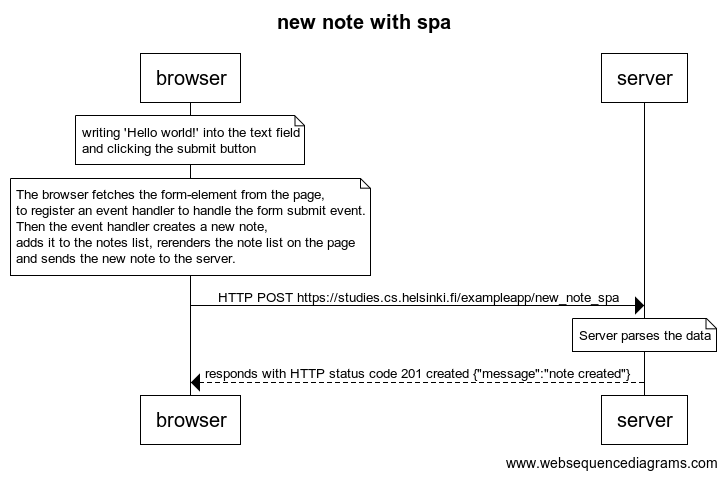 new note with spa
browser
server
writing 'Hello world!' into the text field
and clicking the submit button
The browser fetches the form-element from the page,
to register an event handler to handle the form submit event.
Then the event handler creates a new note,
adds it to the notes list, rerenders the note list on the page
and sends the new note to the server.
HTTP POST https://studies.cs.helsinki.fi/exampleapp/new_note_spa
Server parses the data
responds with HTTP status code 201 created {"message":"note created"}
browser
server
www.websequencediagrams.com